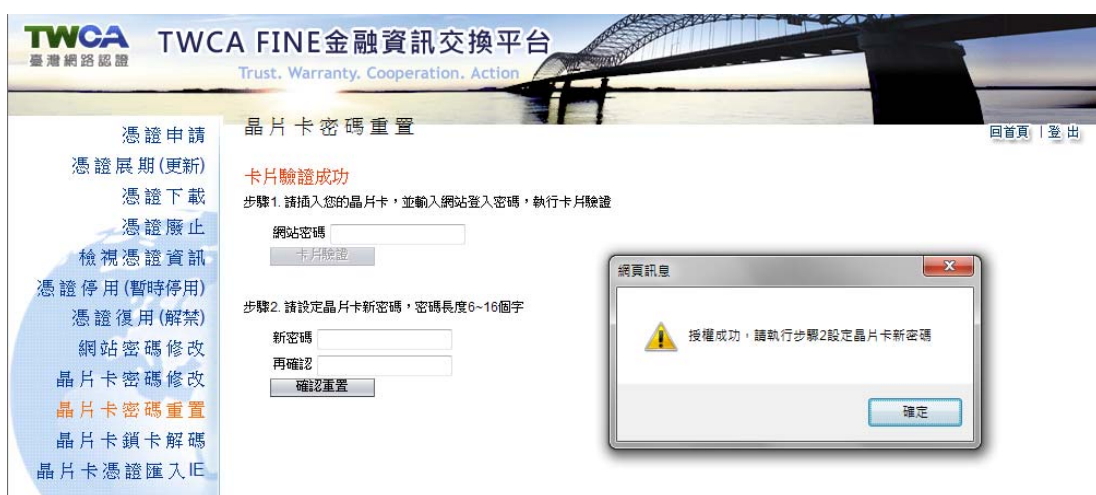 TWCA
臺灣網路認證
TWCA FINE金融資訊交換平台
Trust. Warranty. Cooperation. Action
回首頁 | 登 出
憑證申請
憑證展期(更新)
憑證下載
憑證廢止
檢視憑證資訊
憑證停用(暫時停用)
憑證復用(解禁)
網站密碼修改
晶片卡密碼修改
晶片卡密碼重置
晶片卡鎖卡解碼
晶片卡憑證匯入IE
晶片卡密碼重置
卡片驗證成功
步驟1. 請插入您的晶片卡，並輸入網站登入密碼，執行卡片驗證
網站密碼
卡片驗證
步驟2. 請設定晶片卡新密碼，密碼長度6~16個字
新密碼
再確認
確認重置
網頁訊息
授權成功，請執行步驟2設定晶片卡新密碼
確定